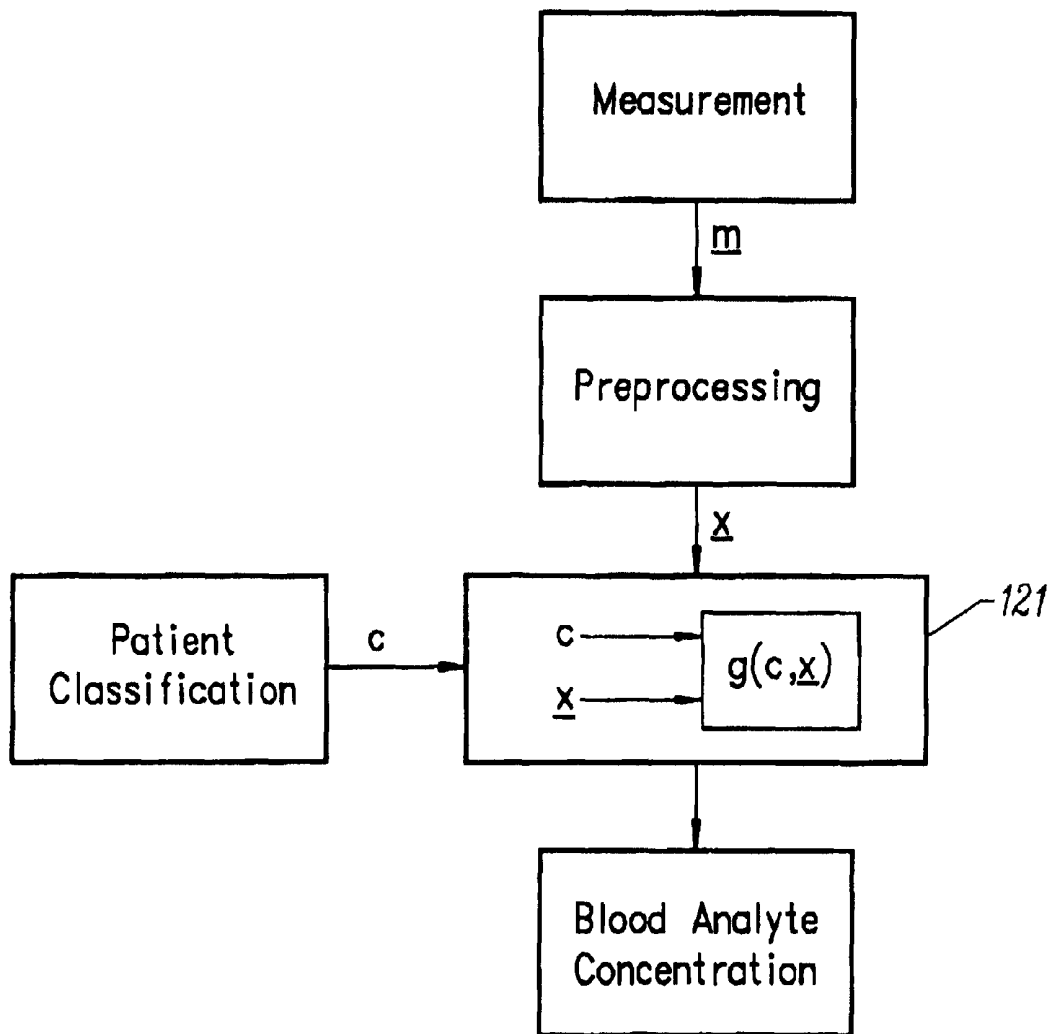 Measurement
m
Preprocessing
x
121
Patient
Classification
c
c
x
g(c,x)
Blood Analyte
Concentration